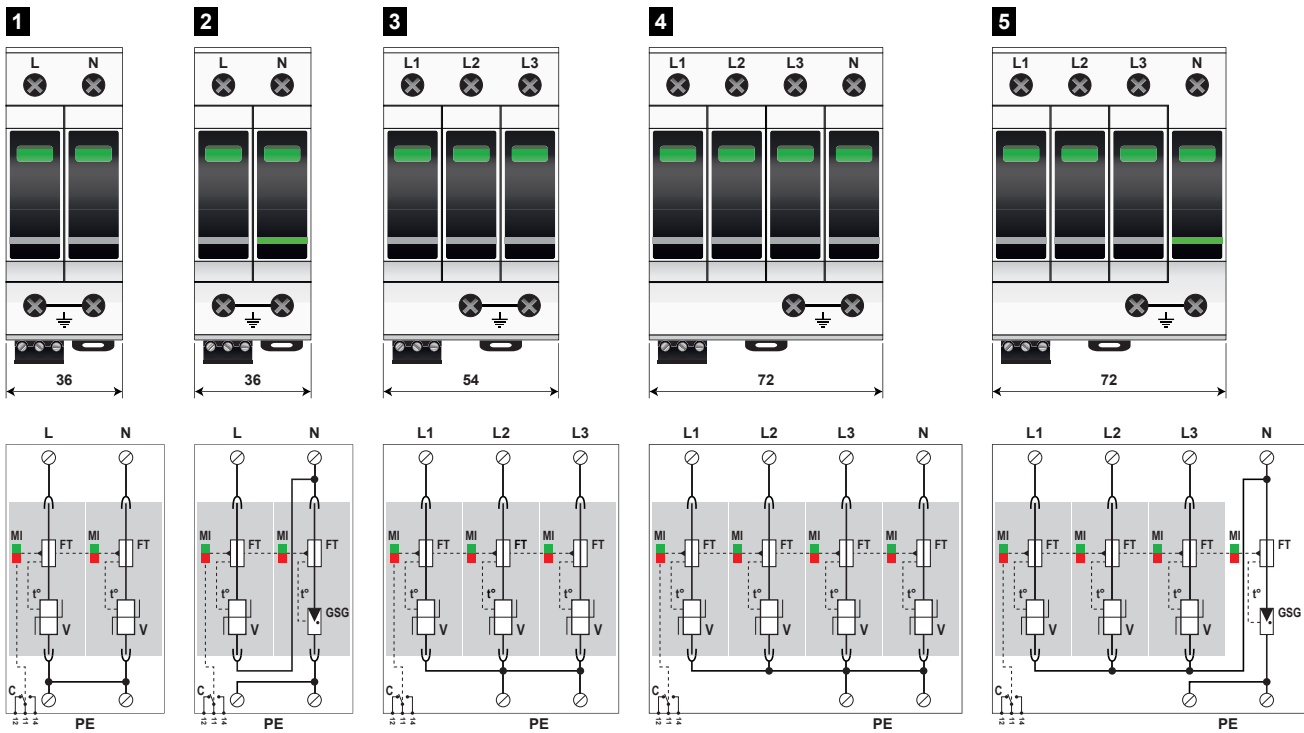 1 2 3 4 5
L N L N L1 L2 L3 L1 L2 L3 N L1 L2 L3 N
36 36 54 72 72
L N L N L1 L2 L3 L1 L2 L3 N L1 L2 L3 N
MI FT MI FT MI FT MI FT MI FT MI FT MI FT MI FT MI FT MI FT MI FT MI FT MI FT MI FT MI FT
t° t° t° t° t° t° t° t° t° t° t° t° t° t° t°
GSG GSG
V V V V V V V V V V V V V
C C C C C
12 11 14 12 11 14 12 11 14 12 11 14 12 11 14
PE PE PE PE PE